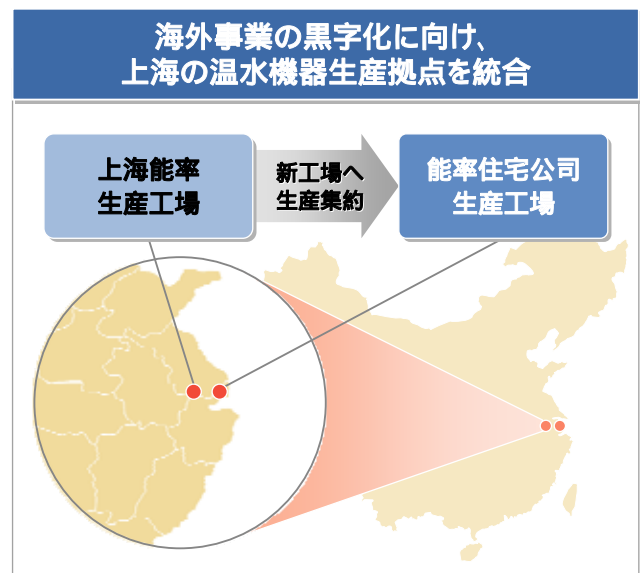 海外事業の黒字化に向け、
上海の温水機器生産拠点を統合
上海能率
生産工場
新工場へ
生産集約
能率住宅公司
生産工場